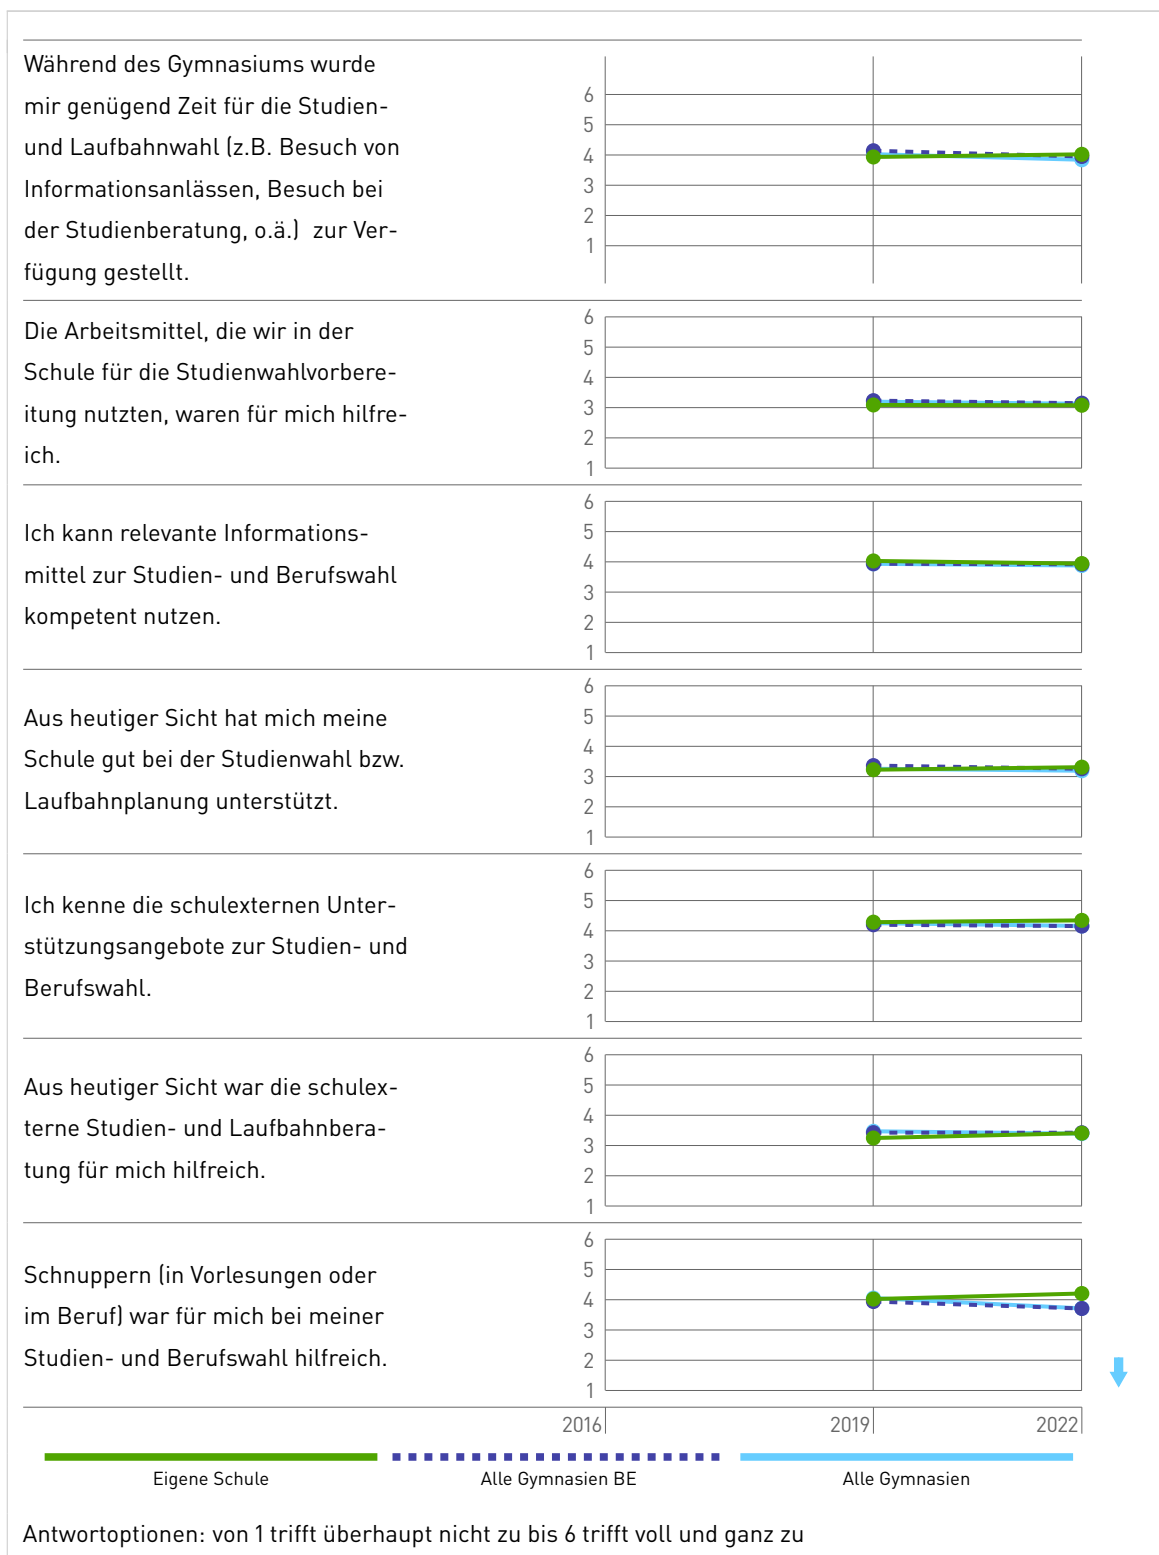 Während des Gymnasiums wurde
mir genügend Zeit für die Studien-
und Laufbahnwahl (z.B. Besuch von
Informationsanlässen, Besuch bei
der Studienberatung, o.ä.) zur Ver-
fügung gestellt.
6
5
4
3
2
1
Die Arbeitsmittel, die wir in der
Schule für die Studienwahlvorbere-
itung nutzten, waren für mich hilfre-
ich.
6
5
4
3
2
1
Ich kann relevante Informations-
mittel zur Studien- und Berufswahl
kompetent nutzen.
6
5
4
3
2
1
Aus heutiger Sicht hat mich meine
Schule gut bei der Studienwahl bzw.
Laufbahnplanung unterstützt.
6
5
4
3
2
1
Ich kenne die schulexternen Unter-
stützungsangebote zur Studien- und
Berufswahl.
6
5
4
3
2
1
Aus heutiger Sicht war die schulex-
terne Studien- und Laufbahnbera-
tung für mich hilfreich.
6
5
4
3
2
1
Schnuppern (in Vorlesungen oder
im Beruf) war für mich bei meiner
Studien- und Berufswahl hilfreich.
6
5
4
3
2
1
2016 2019 2022
Eigene Schule Alle Gymnasien BE Alle Gymnasien
Antwortoptionen: von 1 trifft überhaupt nicht zu bis 6 trifft voll und ganz zu